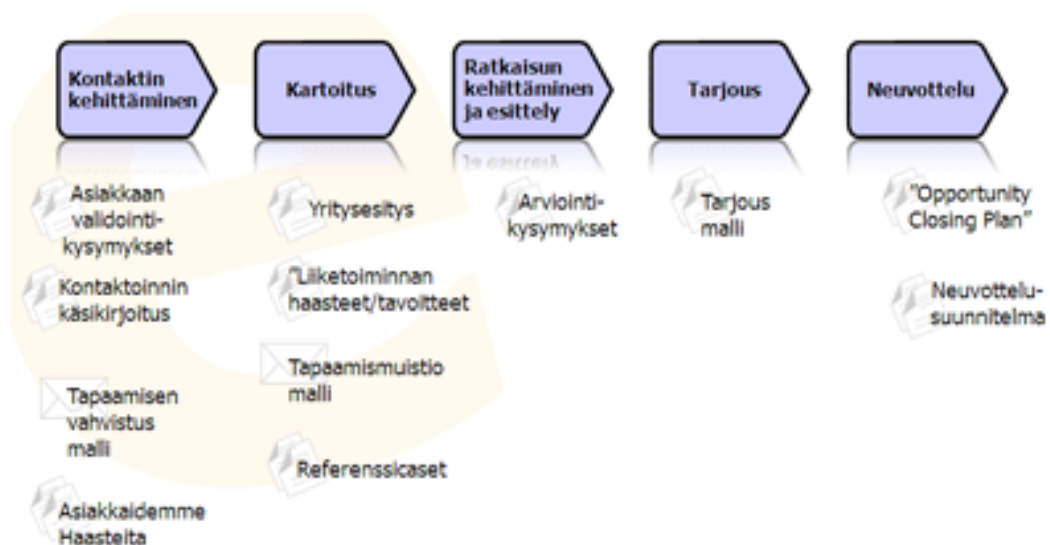 Kontaktin
kehittäminen
Kartoitus
Ratkaisun
kehittäminen
ja esittely
Tarjous
Neuvottelu
Asiakkaan
validointi-
kysymykset
Kontaktoinnin
käsikirjoitus
Tapaamisen
vahvistus
malli
Asiakkaidemme
Haasteita
Yritysesitys
"Liiketoiminnan
haasteet/tavoitteet
Tapaamismuistio
malli
Referenssicaset
Arviointi-
kysymykset
Tarjous
malli
"Opportunity
Closing Plan"
Neuvottelu-
suunnitelma